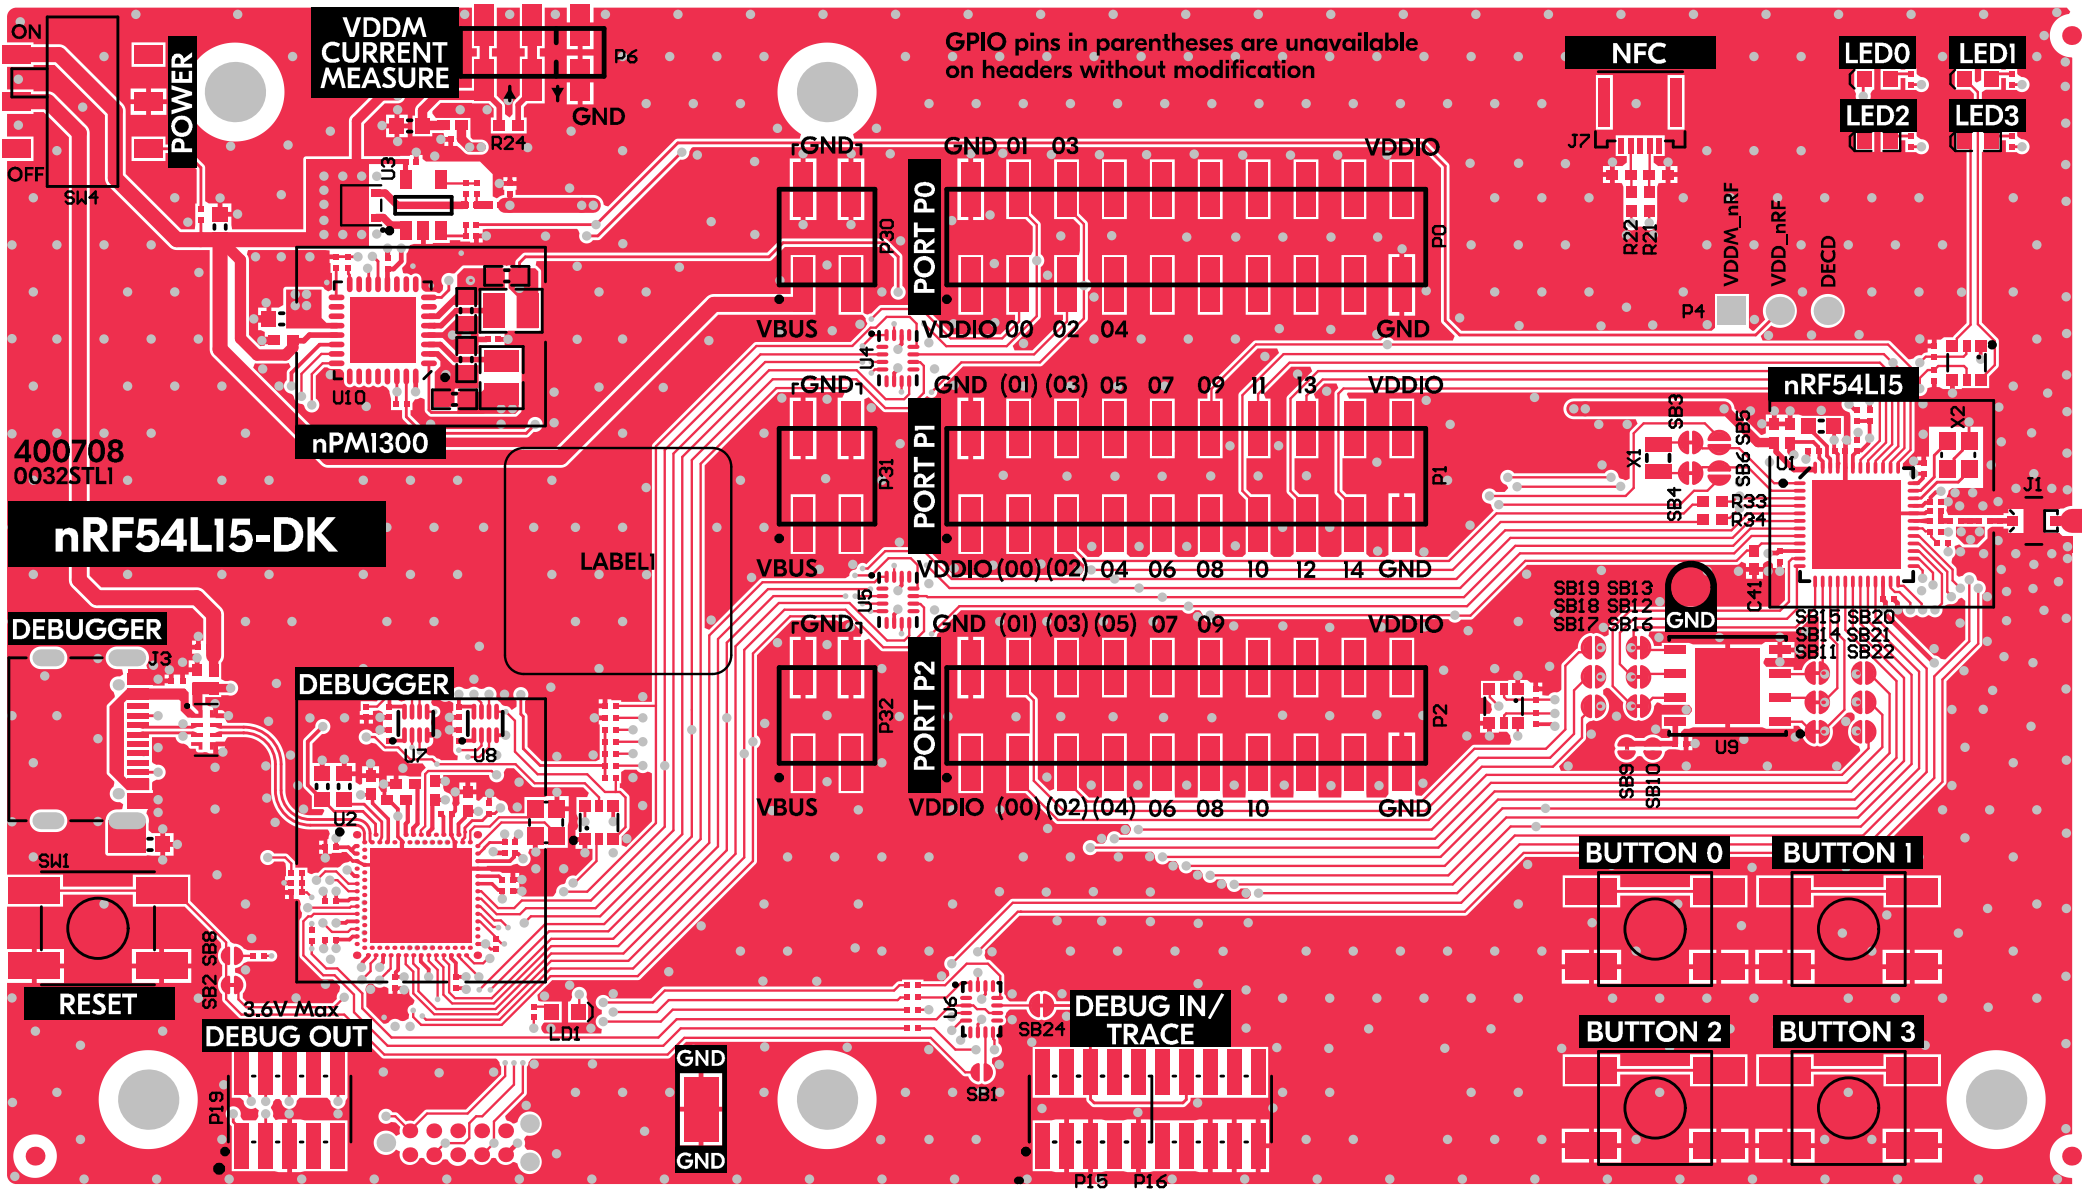 ON
OFF
SW4
POWER
VDDM
CURRENT
MEASURE
P6
GND
R24
U3
GPIO pins in parentheses are unavailable
on headers without modification
NFC
J7
R22
R21
LED0
LED1
LED2
LED3
VDDM_nRF
VDD_nRF
DECD
P4
GND
P30
VBUS
PORT P0
GND 01 03 VDDIO
P0
VDDIO 00 02 04 GND
U4
U10
nPM1300
400708
0032STL1
nRF54L15-DK
LABEL1
GND
P31
VBUS
PORT P1
GND (01) (03) 05 07 09 11 13 VDDIO
P1
VDDIO (00) (02) 04 06 08 10 12 14 GND
U5
nRF54L15
X2
U1
J1
SB3
SB5
X1
SB6
SB4
R33
R34
C41
GND
SB19 SB13
SB18 SB12
SB17 SB16
SB15 SB20
SB14 SB21
SB11 SB22
U9
SB9
SB10
GND
P32
VBUS
PORT P2
GND (01) (03) (05) 07 09 VDDIO
P2
VDDIO (00) (02) (04) 06 08 10 GND
DEBUGGER
J3
DEBUGGER
U7
U8
U2
SW1
RESET
SB8
SB2
3.6V Max
DEBUG OUT
P19
LD1
GND
GND
U6
SB24
SB1
DEBUG IN/
TRACE
P15
P16
BUTTON 0
BUTTON 1
BUTTON 2
BUTTON 3